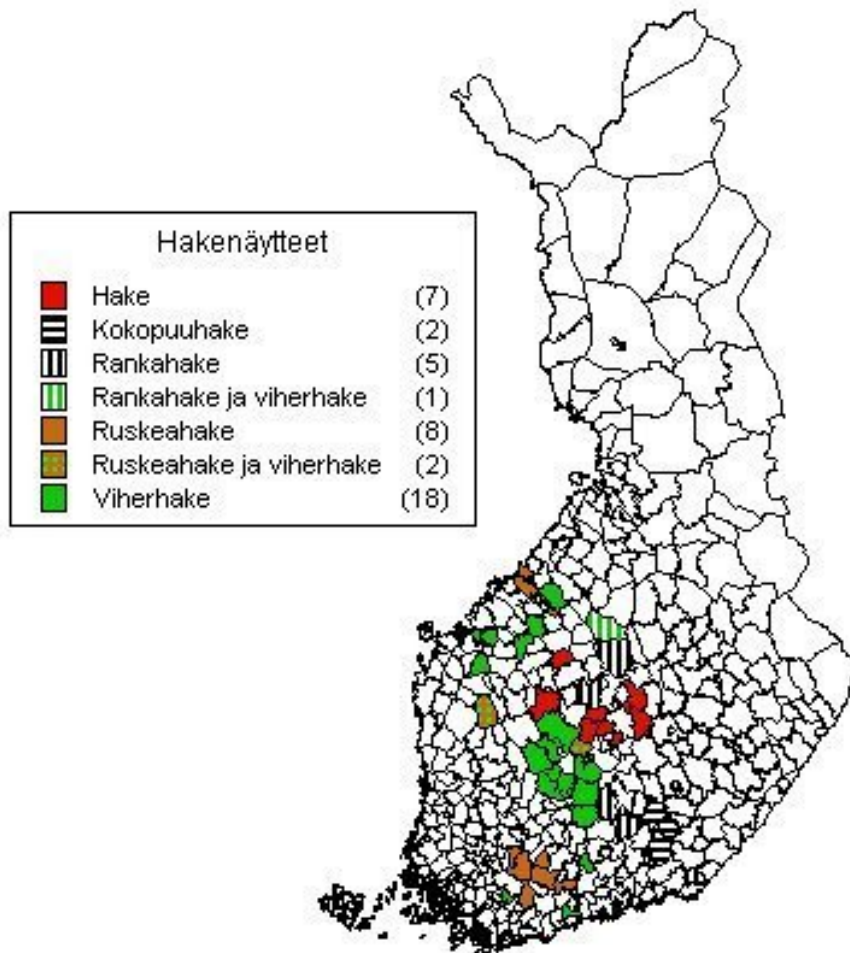 Hakenäytteet
Hake (7)
Kokopuuhake (2)
Rankahake (5)
Rankahake ja viherhake (1)
Ruskeahake (8)
Ruskeahake ja viherhake (2)
Viherhake (18)